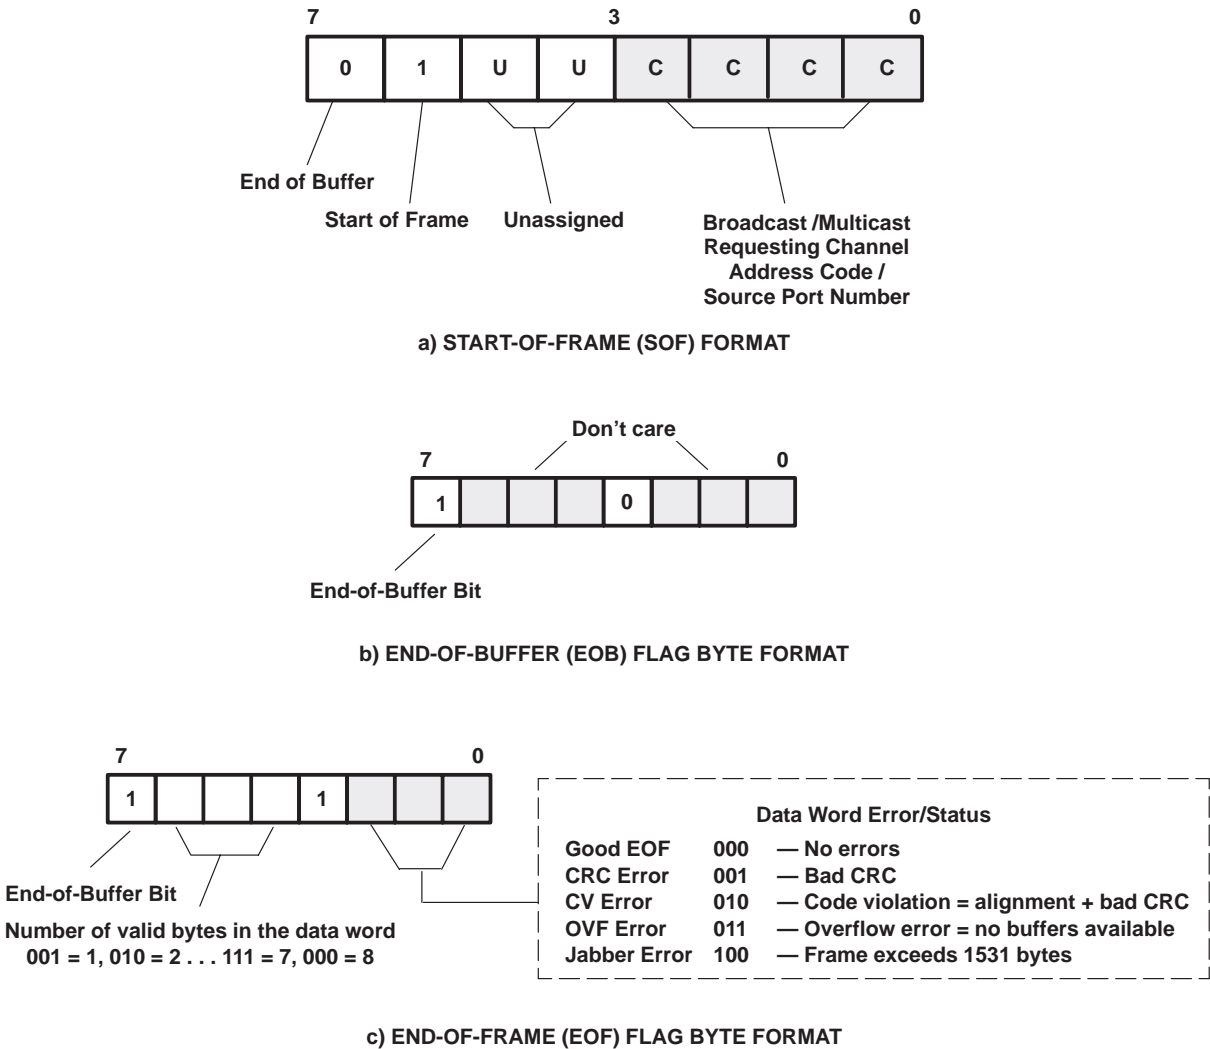 7 3 0
0 1 U U C C C C
End of Buffer
Start of Frame
Unassigned
Broadcast /Multicast
Requesting Channel
Address Code /
Source Port Number
a) START-OF-FRAME (SOF) FORMAT
Don't care
7 0
1 0
End-of-Buffer Bit
b) END-OF-BUFFER (EOB) FLAG BYTE FORMAT
7 0
1 1
End-of-Buffer Bit
Number of valid bytes in the data word
001 = 1, 010 = 2 . . . 111 = 7, 000 = 8
Data Word Error/Status
Good EOF 000 — No errors
CRC Error 001 — Bad CRC
CV Error 010 — Code violation = alignment + bad CRC
OVF Error 011 — Overflow error = no buffers available
Jabber Error 100 — Frame exceeds 1531 bytes
c) END-OF-FRAME (EOF) FLAG BYTE FORMAT